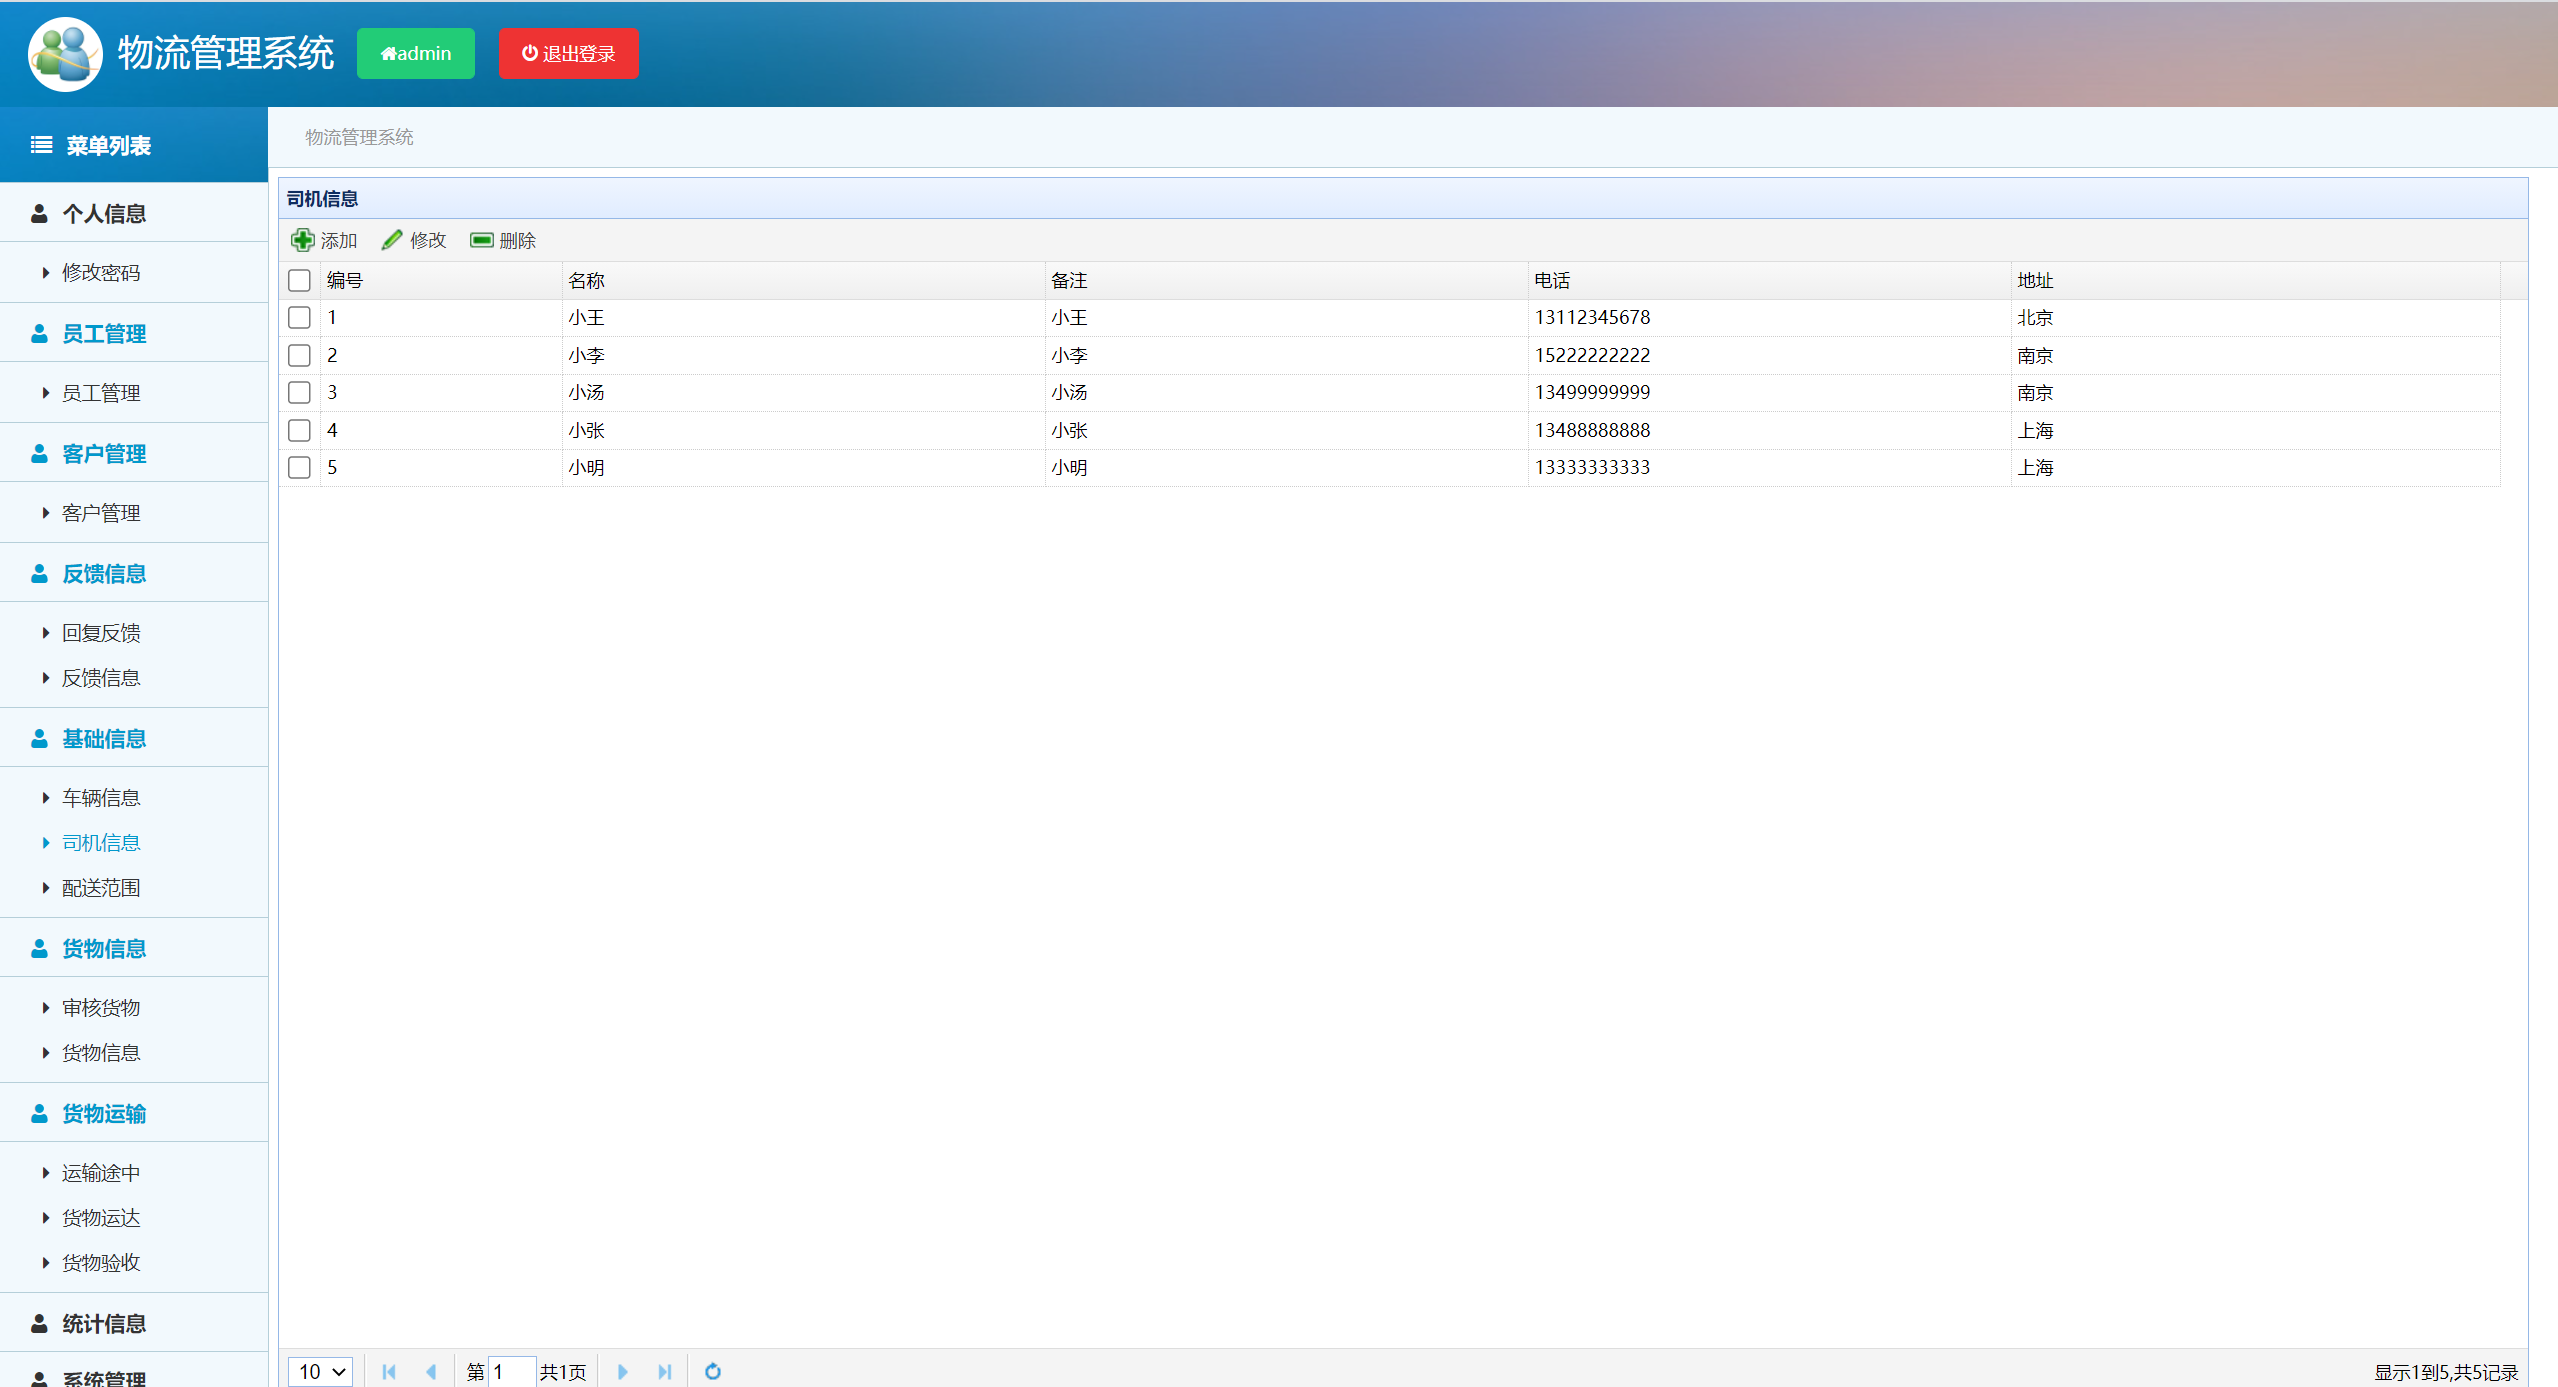 物流管理系统 admin 退出登录
菜单列表
个人信息
修改密码
员工管理
员工管理
客户管理
客户管理
反馈信息
回复反馈
反馈信息
基础信息
车辆信息
司机信息
配送范围
货物信息
审核货物
货物信息
货物运输
运输途中
货物运达
货物验收
统计信息
系统管理
物流管理系统
司机信息
添加 修改 删除
编号 名称 备注 电话 地址
1 小王 小王 13112345678 北京
2 小李 小李 15222222222 南京
3 小汤 小汤 13499999999 南京
4 小张 小张 13488888888 上海
5 小明 小明 13333333333 上海
10 第 1 共1页 显示1到5,共5记录